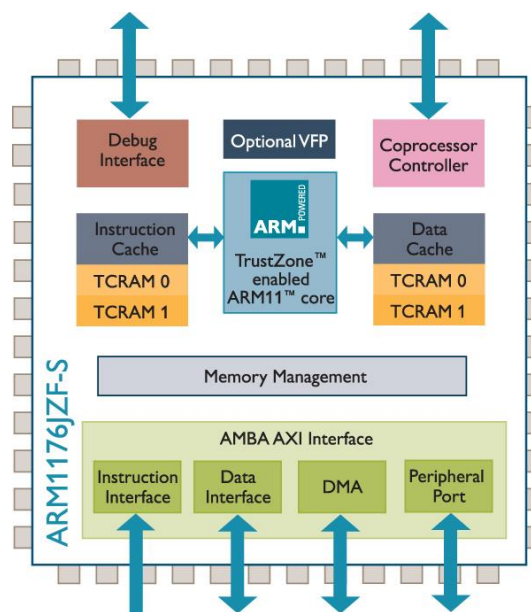 Debug
Interface
Optional VFP
Coprocessor
Controller
Instruction
Cache
TCRAM 0
TCRAM 1
ARM
POWERED
TrustZone™
enabled
ARM11™ core
Data
Cache
TCRAM 0
TCRAM 1
Memory Management
AMBA AXI Interface
Instruction
Interface
Data
Interface
DMA
Peripheral
Port
ARM1176JZF-S